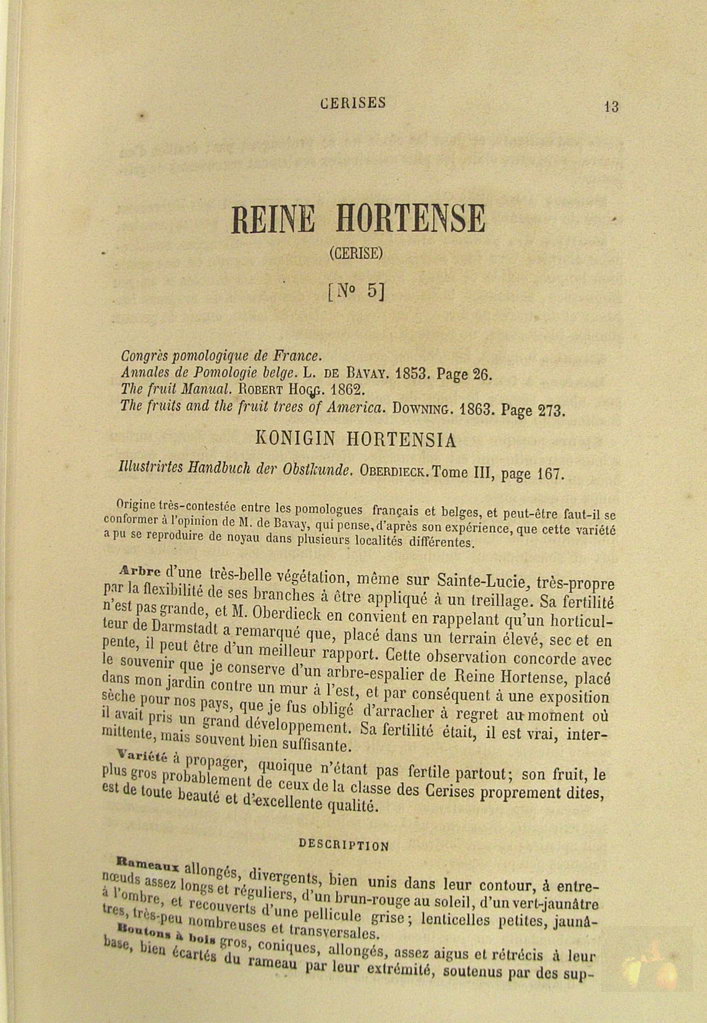 CERISES
13
REINE HORTENSE
(CERISE)
[No 5]
Congrès pomologique de France.
Annales de Pomologie belge. L. DE BAVAY. 1853. Page 26.
The fruit Manual. ROBERT HOGG. 1862.
The fruits and the fruit trees of America. DOWNING. 1863. Page 273.
KONIGIN HORTENSIA
Illustrirtes Handbuch der Obstkunde. OBERDIECK. Tome III, page 167.
Origine très-contestée entre les pomologues français et belges, et peut-être faut-il se
conformer à l'opinion de M. de Bavay, qui pense, d'après son expérience, que cette variété
a pu se reproduire de noyau dans plusieurs localités différentes.
Arbre d'une très-belle végétation, même sur Sainte-Lucie, très-propre
par la flexibilité de ses branches à être appliqué à un treillage. Sa fertilité
n'est pas grande, et M. Oberdieck en convient en rappelant qu'un horticul-
teur de Darmstadt a remarqué que, placé dans un terrain élevé, sec et en
pente, il peut être d'un meilleur rapport. Cette observation concorde avec
le souvenir que je conserve d'un arbre-espalier de Reine Hortense, placé
dans mon jardin contre un mur à l'est, et par conséquent à une exposition
sèche pour nos pays, que je fus obligé d'arracher à regret au moment où
il avait pris un grand développement. Sa fertilité était, il est vrai, inter-
mittente, mais souvent bien suffisante.
Variété à propager, quoique n'étant pas fertile partout; son fruit, le
plus gros probablement de ceux de la classe des Cerises proprement dites,
est de toute beauté et d'excellente qualité.
DESCRIPTION
Rameaux allongés, divergents, bien unis dans leur contour, à entre-
nœuds assez longs et réguliers, d'un brun-rouge au soleil, d'un vert-jaunâtre
à l'ombre, et recouverts d'une pellicule grise; lenticelles petites, jaunâ-
tres, très-peu nombreuses et transversales.
Boutons à bois gros, coniques, allongés, assez aigus et rétrécis à leur
base, bien écartés du rameau par leur extrémité, soutenus par des sup-